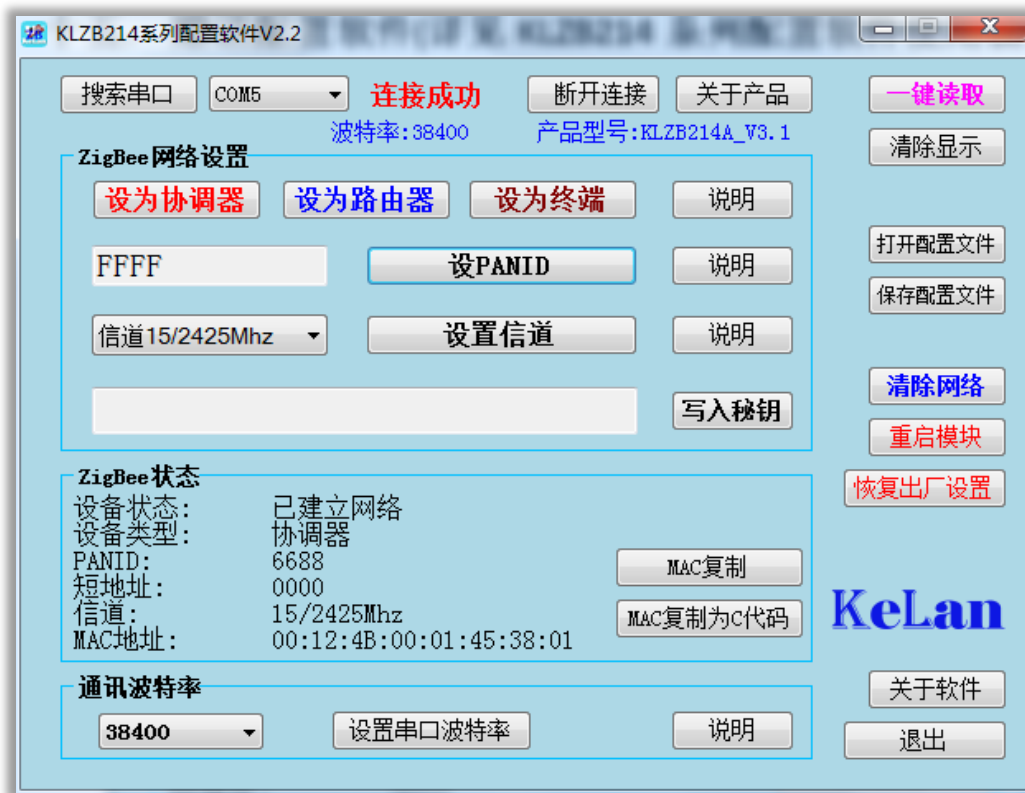 KLZB214系列配置软件V2.2
搜索串口 COM5 连接成功 断开连接 关于产品 一键读取
波特率:38400 产品型号:KLZB214A_V3.1
清除显示
ZigBee网络设置
设为协调器 设为路由器 设为终端 说明
FFFF 设PANID 说明
打开配置文件
保存配置文件
信道15/2425Mhz 设置信道 说明
清除网络
写入秘钥
重启模块
恢复出厂设置
ZigBee状态
设备状态: 已建立网络
设备类型: 协调器
PANID: 6688
MAC复制
短地址: 0000
信道: 15/2425Mhz
MAC复制为C代码
MAC地址: 00:12:4B:00:01:45:38:01
KeLan
通讯波特率
关于软件
38400 设置串口波特率 说明
退出